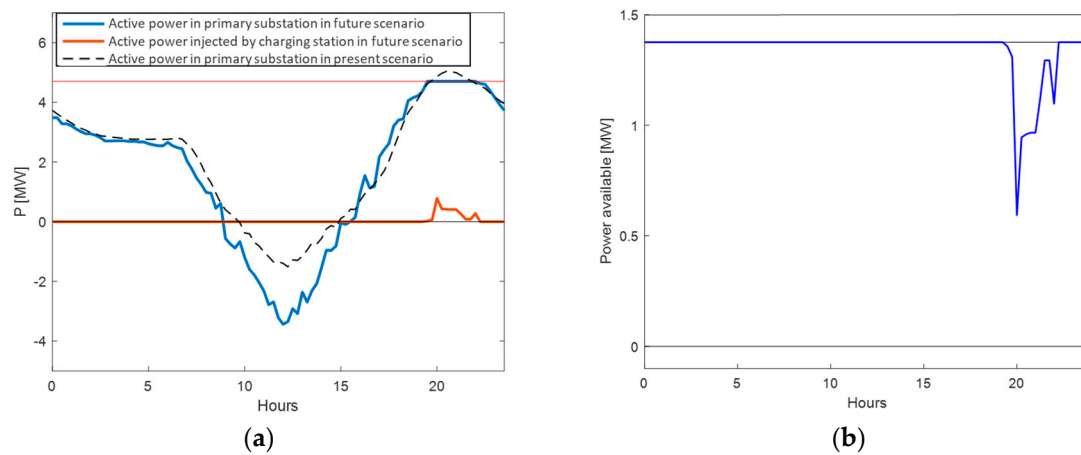 Active power in primary substation in future scenario
Active power injected by charging station in future scenario
Active power in primary substation in present scenario
6
4
2
0
-2
-4
P [MW]
0
5
10
15
20
Hours
(a)
1.5
1
0.5
0
Power available [MW]
0
5
10
15
20
Hours
(b)